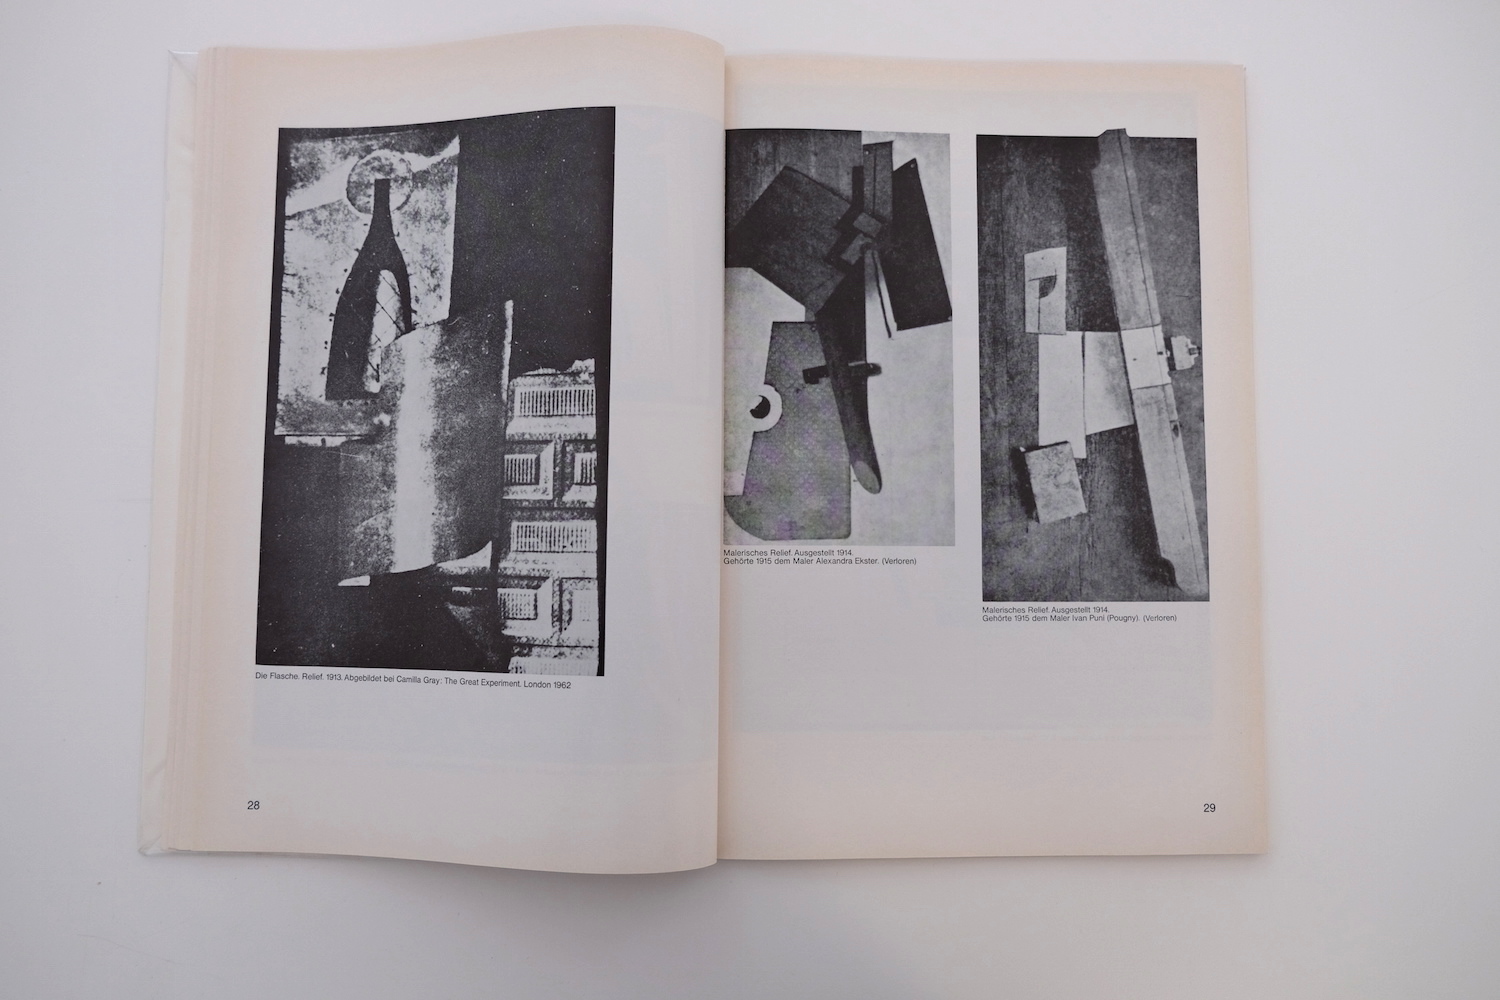 Die Flasche. Relief. 1913. Abgebildet bei Camilla Gray: The Great Experiment. London 1962
28
Malerisches Relief. Ausgestellt 1914.
Gehörte 1915 dem Maler Alexandra Ekster. (Verloren)
Malerisches Relief. Ausgestellt 1914.
Gehörte 1915 dem Maler Ivan Puni (Pougny). (Verloren)
29